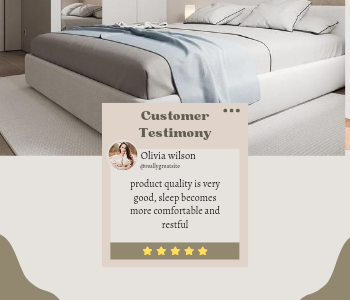 Customer
Testimony
Olivia wilson
@reallygreatsite
product quality is very
good, sleep becomes
more comfortable and
restful